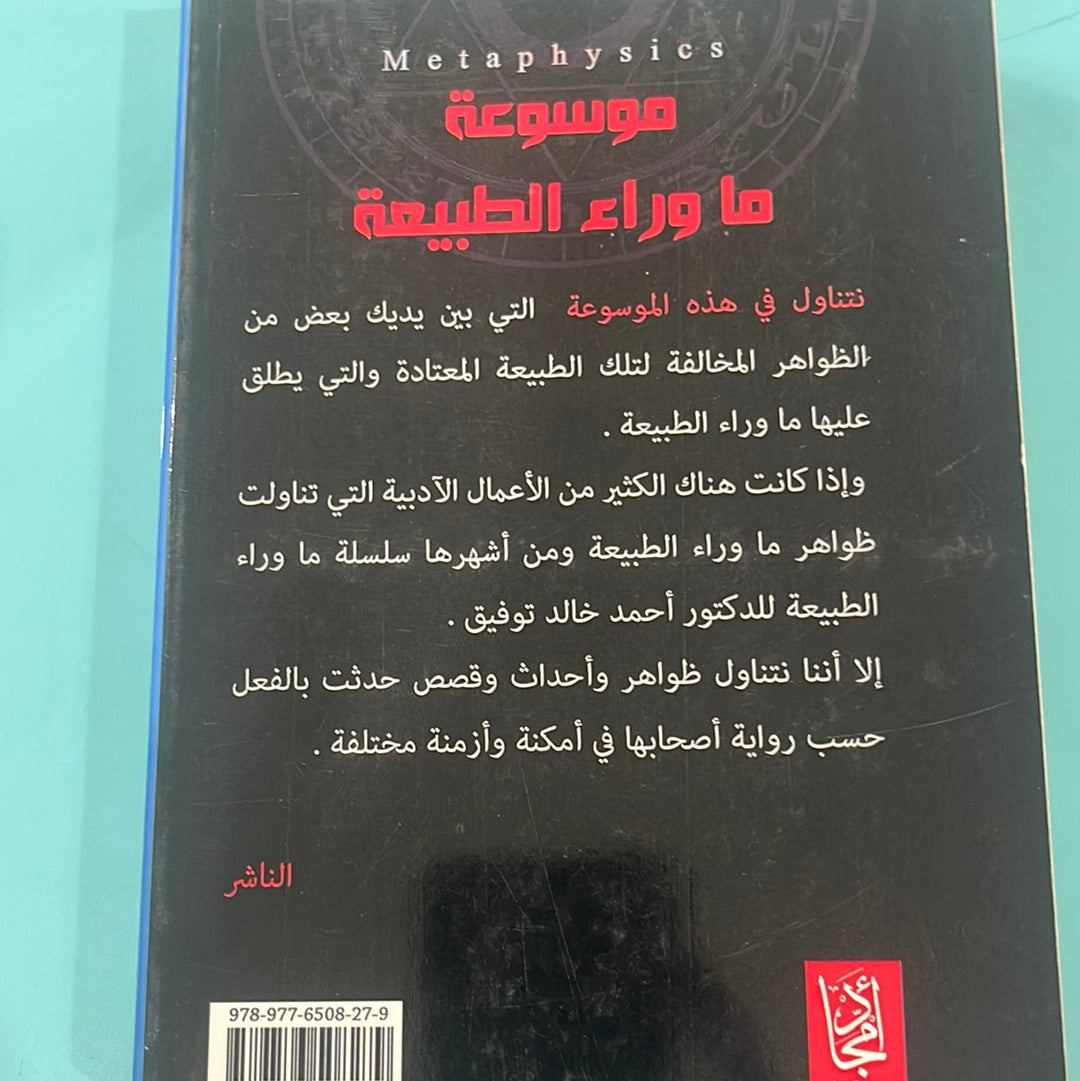 Metaphysics
موسوعة
ما وراء الطبيعة
نتناول في هذه الموسوعة التي بين يديك بعض من
الظواهر المخالفة لتلك الطبيعة المعتادة والتي يطلق
عليها ما وراء الطبيعة .
وإذا كانت هناك الكثير من الأعمال الآدبية التي تناولت
ظواهر ما وراء الطبيعة ومن أشهرها سلسلة ما وراء
الطبيعة للدكتور أحمد خالد توفيق .
إلا أننا نتناول ظواهر وأحداث وقصص حدثت بالفعل
حسب رواية أصحابها في أمكنة وأزمنة مختلفة .
الناشر
978-977-6508-27-9